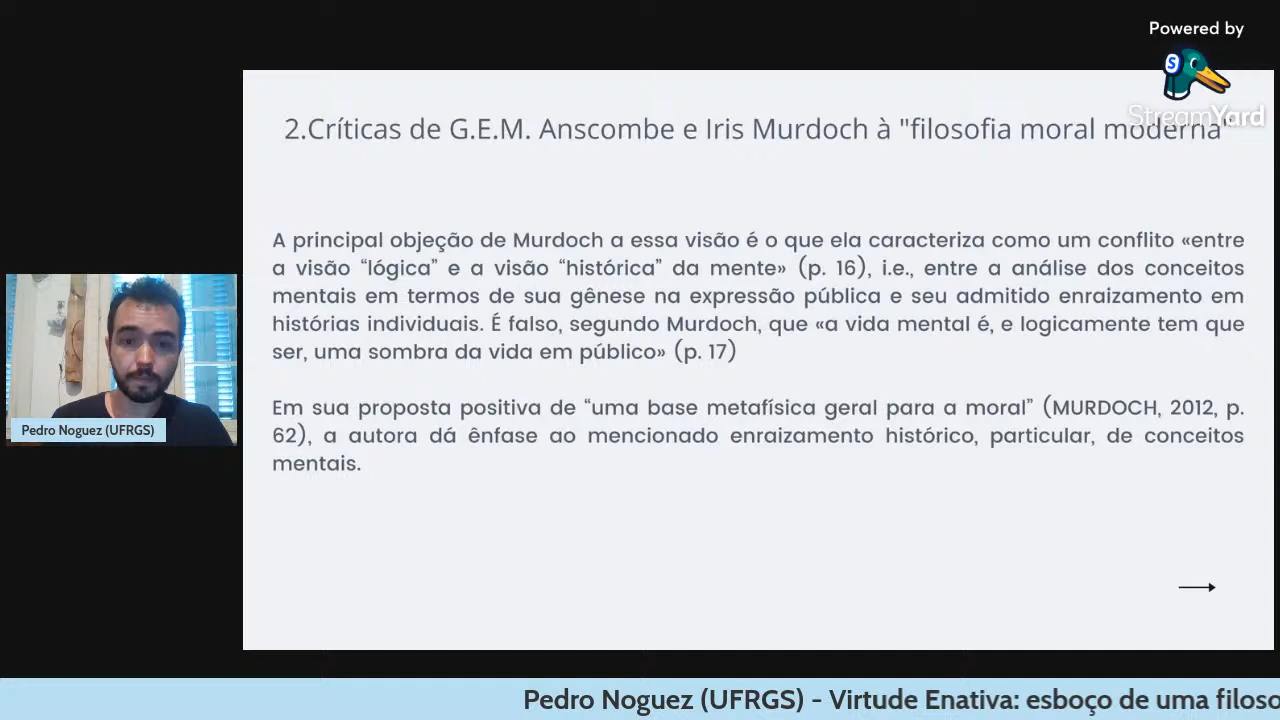 Powered by
S
StreamYard
2.Críticas de G.E.M. Anscombe e Iris Murdoch à "filosofia moral moderna"
A principal objeção de Murdoch a essa visão é o que ela caracteriza como um conflito «entre
a visão “lógica” e a visão “histórica” da mente» (p. 16), i.e., entre a análise dos conceitos
mentais em termos de sua gênese na expressão pública e seu admitido enraizamento em
histórias individuais. É falso, segundo Murdoch, que «a vida mental é, e logicamente tem que
ser, uma sombra da vida em público» (p. 17)
Em sua proposta positiva de “uma base metafísica geral para a moral” (MURDOCH, 2012, p.
62), a autora dá ênfase ao mencionado enraizamento histórico, particular, de conceitos
mentais.
Pedro Noguez (UFRGS)
Pedro Noguez (UFRGS) - Virtude Enativa: esboço de uma filoso